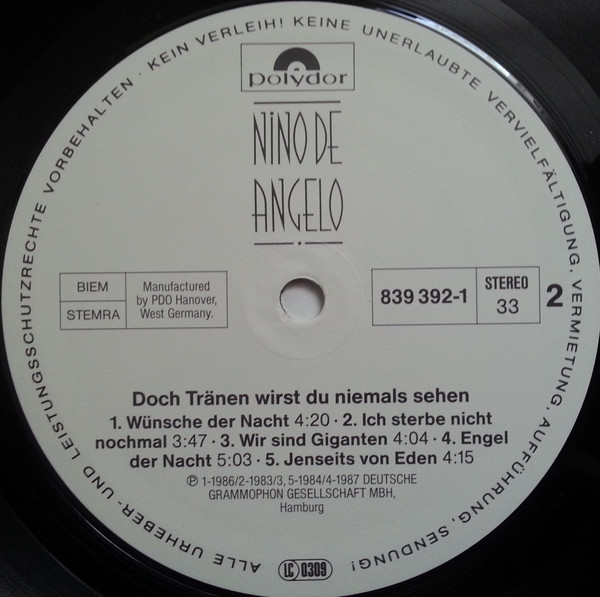 ALLE URHEBER- UND LEISTUNGSSCHUTZRECHTE VORBEHALTEN · KEIN VERLEIH! KEINE UNERLAUBTE VERVIELFÄLTIGUNG, VERMIETUNG, AUFFÜHRUNG, SENDUNG!
polydor
NINO DE
ANGELO
BIEM
STEMRA
Manufactured
by PDO Hanover,
West Germany.
839 392-1
STEREO
33
2
Doch Tränen wirst du niemals sehen
1. Wünsche der Nacht 4:20 · 2. Ich sterbe nicht
nochmal 3:47 · 3. Wir sind Giganten 4:04 · 4. Engel
der Nacht 5:03 · 5. Jenseits von Eden 4:15
℗ 1-1986/2-1983/3, 5-1984/4-1987 DEUTSCHE
GRAMMOPHON GESELLSCHAFT MBH,
Hamburg
LC 0309